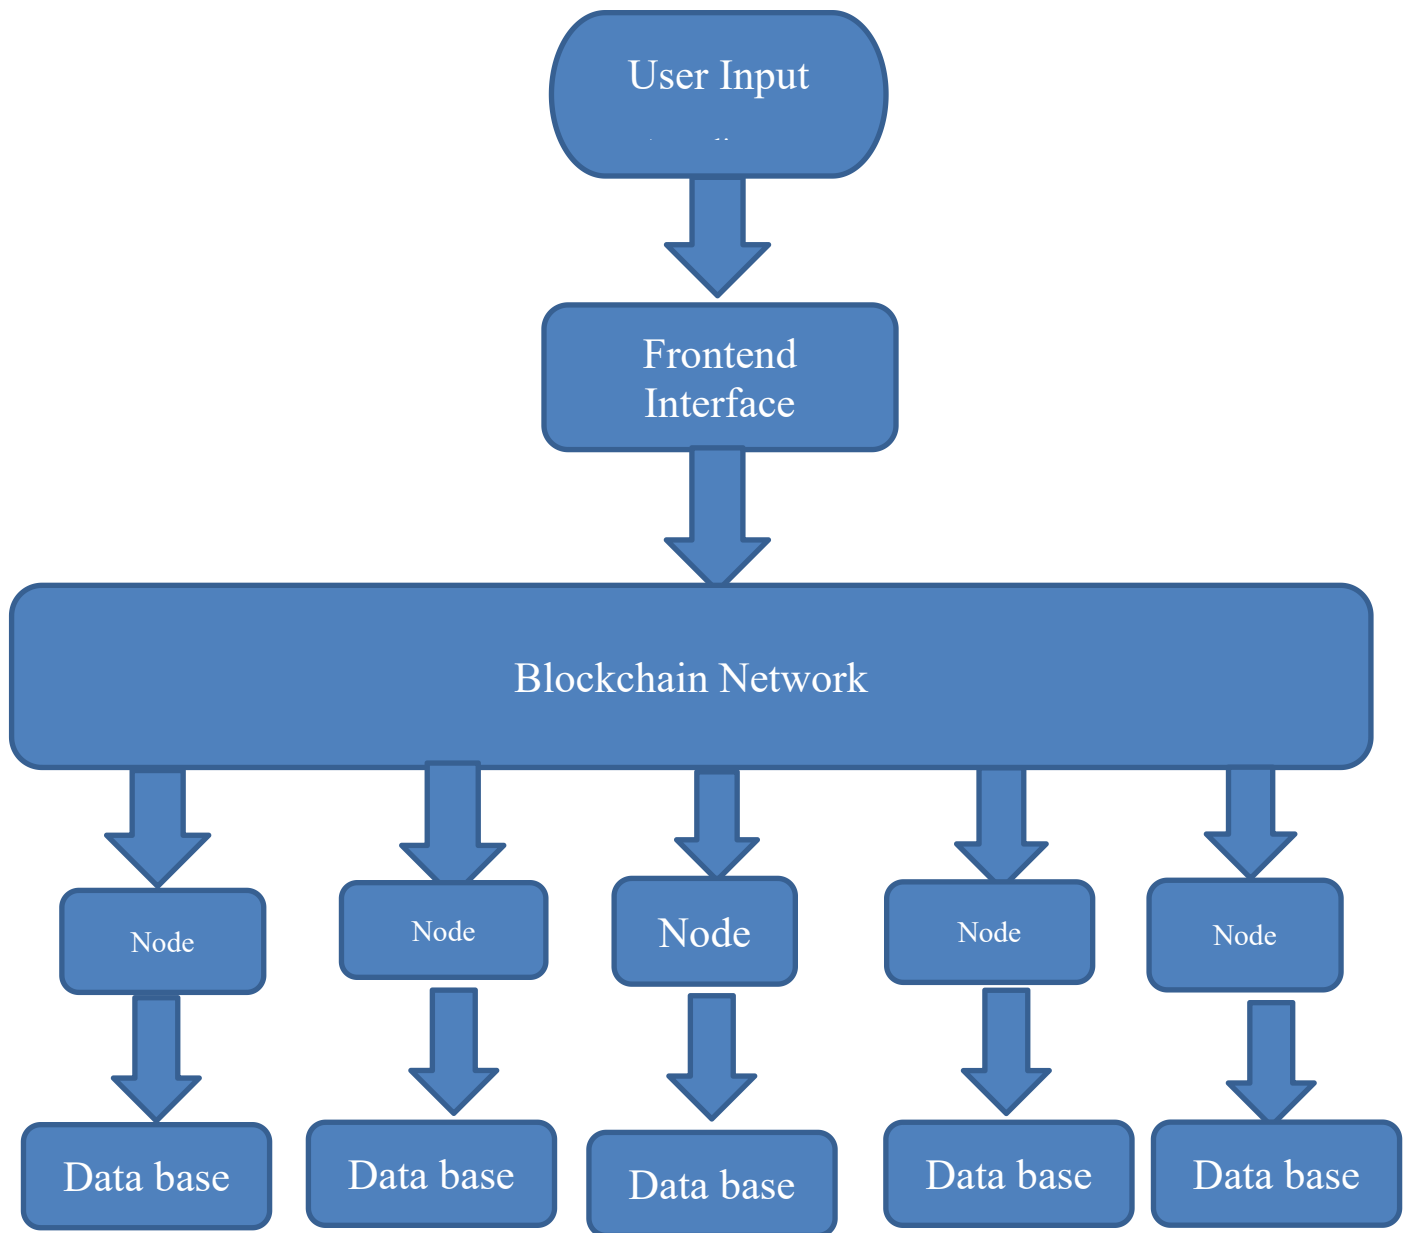 User Input
Frontend
Interface
Blockchain Network
Node
Node
Node
Node
Node
Data base
Data base
Data base
Data base
Data base